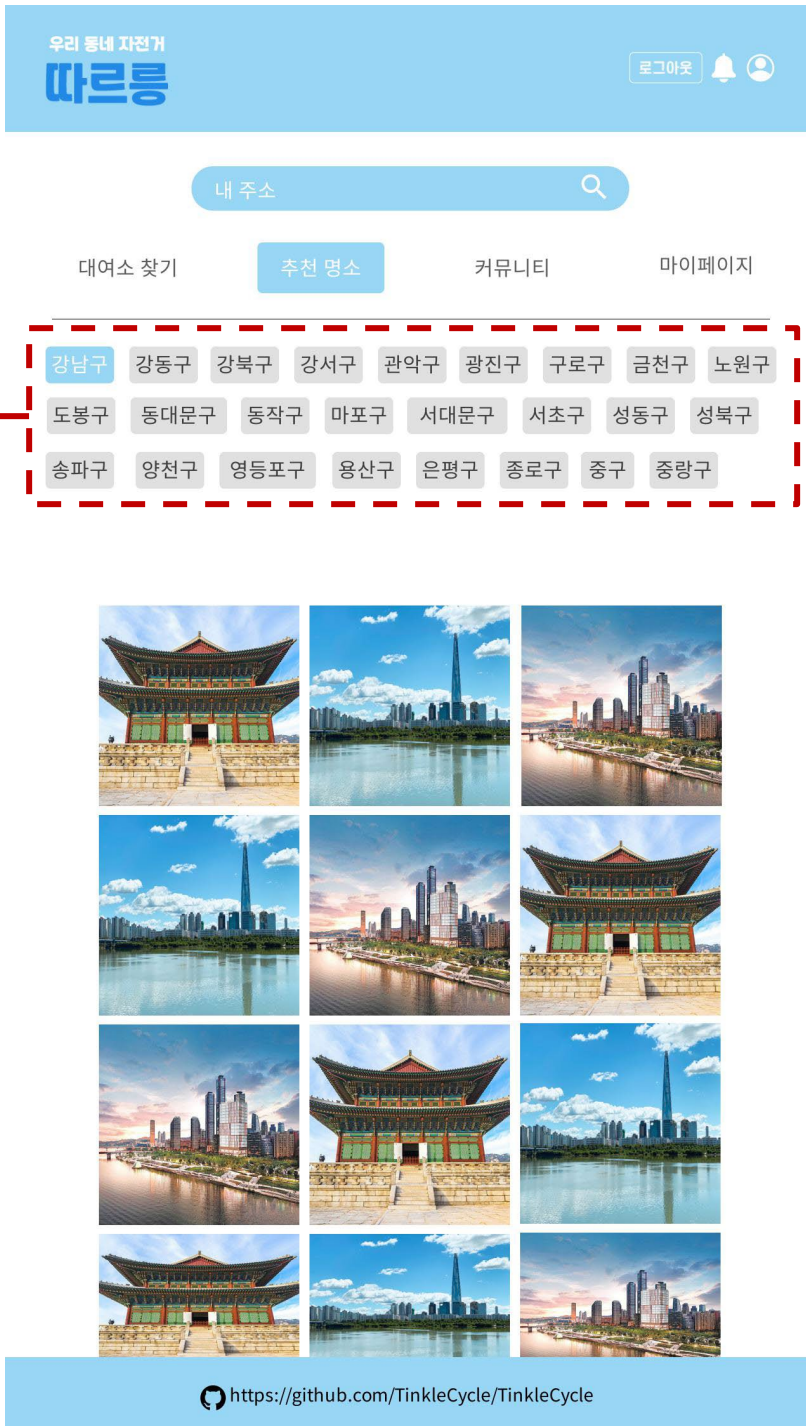 우리 동네 자전거
따르릉
로그아웃
내 주소
대여소 찾기 추천 명소 커뮤니티 마이페이지
강남구 강동구 강북구 강서구 관악구 광진구 구로구 금천구 노원구
도봉구 동대문구 동작구 마포구 서대문구 서초구 성동구 성북구
송파구 양천구 영등포구 용산구 은평구 종로구 중구 중랑구
https://github.com/TinkleCycle/TinkleCycle